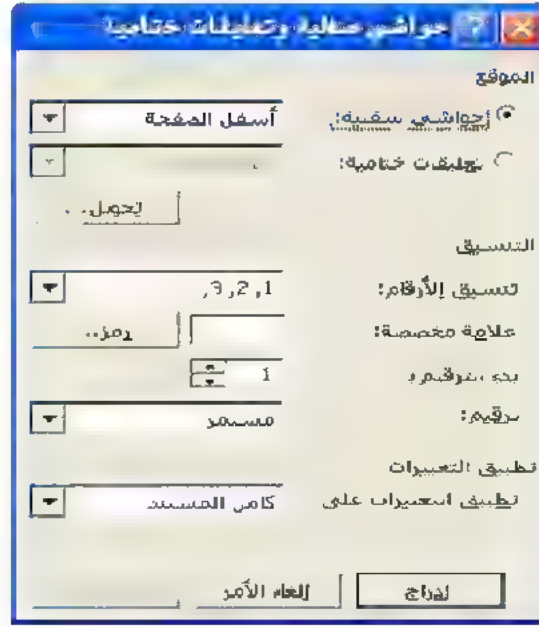 حواشي سفلية وتعليقات ختامية
الموقع
حواشي سفلية: أسفل الصفحة
تعليقات ختامية:
تحويل...
التنسيق
تنسيق الأرقام: 1, 2, 3,
علامة مخصصة: رمز..
بدء الترقيم ب 1
ترقيم: مستمر
تطبيق التغييرات
تطبيق التغييرات على كامل المستند
إدراج إلغاء الأمر